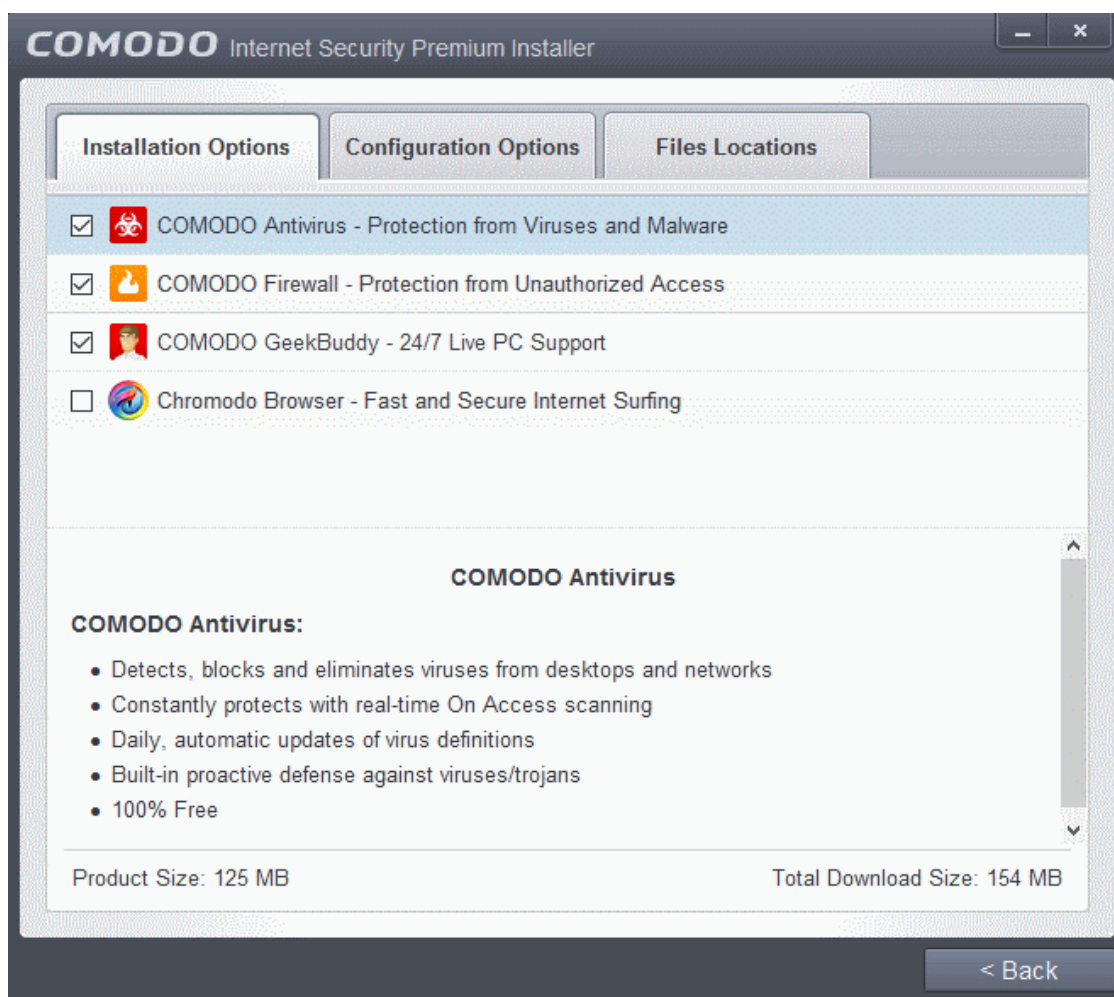 COMODO Internet Security Premium Installer
Installation Options
Configuration Options
Files Locations
COMODO Antivirus - Protection from Viruses and Malware
COMODO Firewall - Protection from Unauthorized Access
COMODO GeekBuddy - 24/7 Live PC Support
Chromodo Browser - Fast and Secure Internet Surfing
COMODO Antivirus
COMODO Antivirus:
• Detects, blocks and eliminates viruses from desktops and networks
• Constantly protects with real-time On Access scanning
• Daily, automatic updates of virus definitions
• Built-in proactive defense against viruses/trojans
• 100% Free
Product Size: 125 MB
Total Download Size: 154 MB
< Back